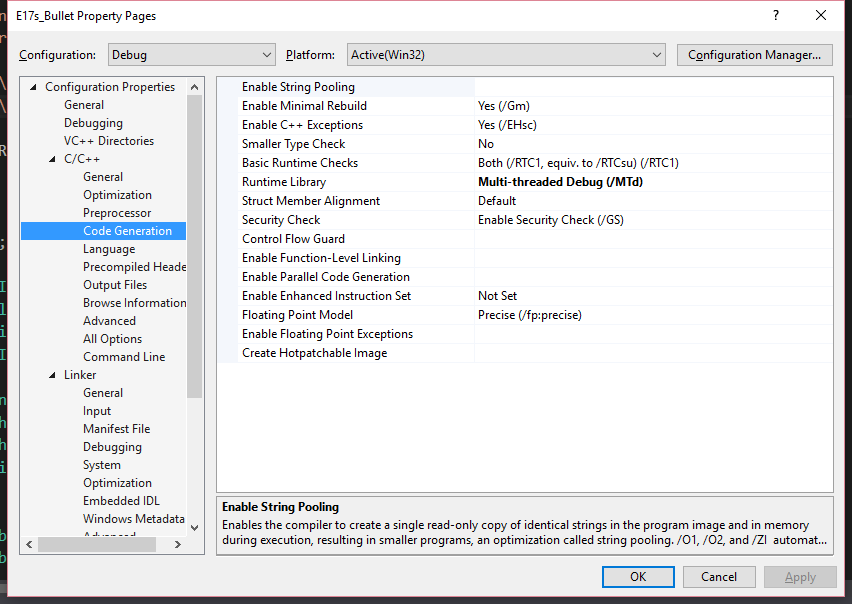 E17s_Bullet Property Pages
Configuration: Debug Platform: Active(Win32) Configuration Manager...
Configuration Properties
General
Debugging
VC++ Directories
C/C++
General
Optimization
Preprocessor
Code Generation
Language
Precompiled Heade
Output Files
Browse Information
Advanced
All Options
Command Line
Linker
General
Input
Manifest File
Debugging
System
Optimization
Embedded IDL
Windows Metadata
Advanced
Enable String Pooling
Enable Minimal Rebuild Yes (/Gm)
Enable C++ Exceptions Yes (/EHsc)
Smaller Type Check No
Basic Runtime Checks Both (/RTC1, equiv. to /RTCsu) (/RTC1)
Runtime Library Multi-threaded Debug (/MTd)
Struct Member Alignment Default
Security Check Enable Security Check (/GS)
Control Flow Guard
Enable Function-Level Linking
Enable Parallel Code Generation
Enable Enhanced Instruction Set Not Set
Floating Point Model Precise (/fp:precise)
Enable Floating Point Exceptions
Create Hotpatchable Image
Enable String Pooling
Enables the compiler to create a single read-only copy of identical strings in the program image and in memory
during execution, resulting in smaller programs, an optimization called string pooling. /O1, /O2, and /ZI automat...
OK Cancel Apply